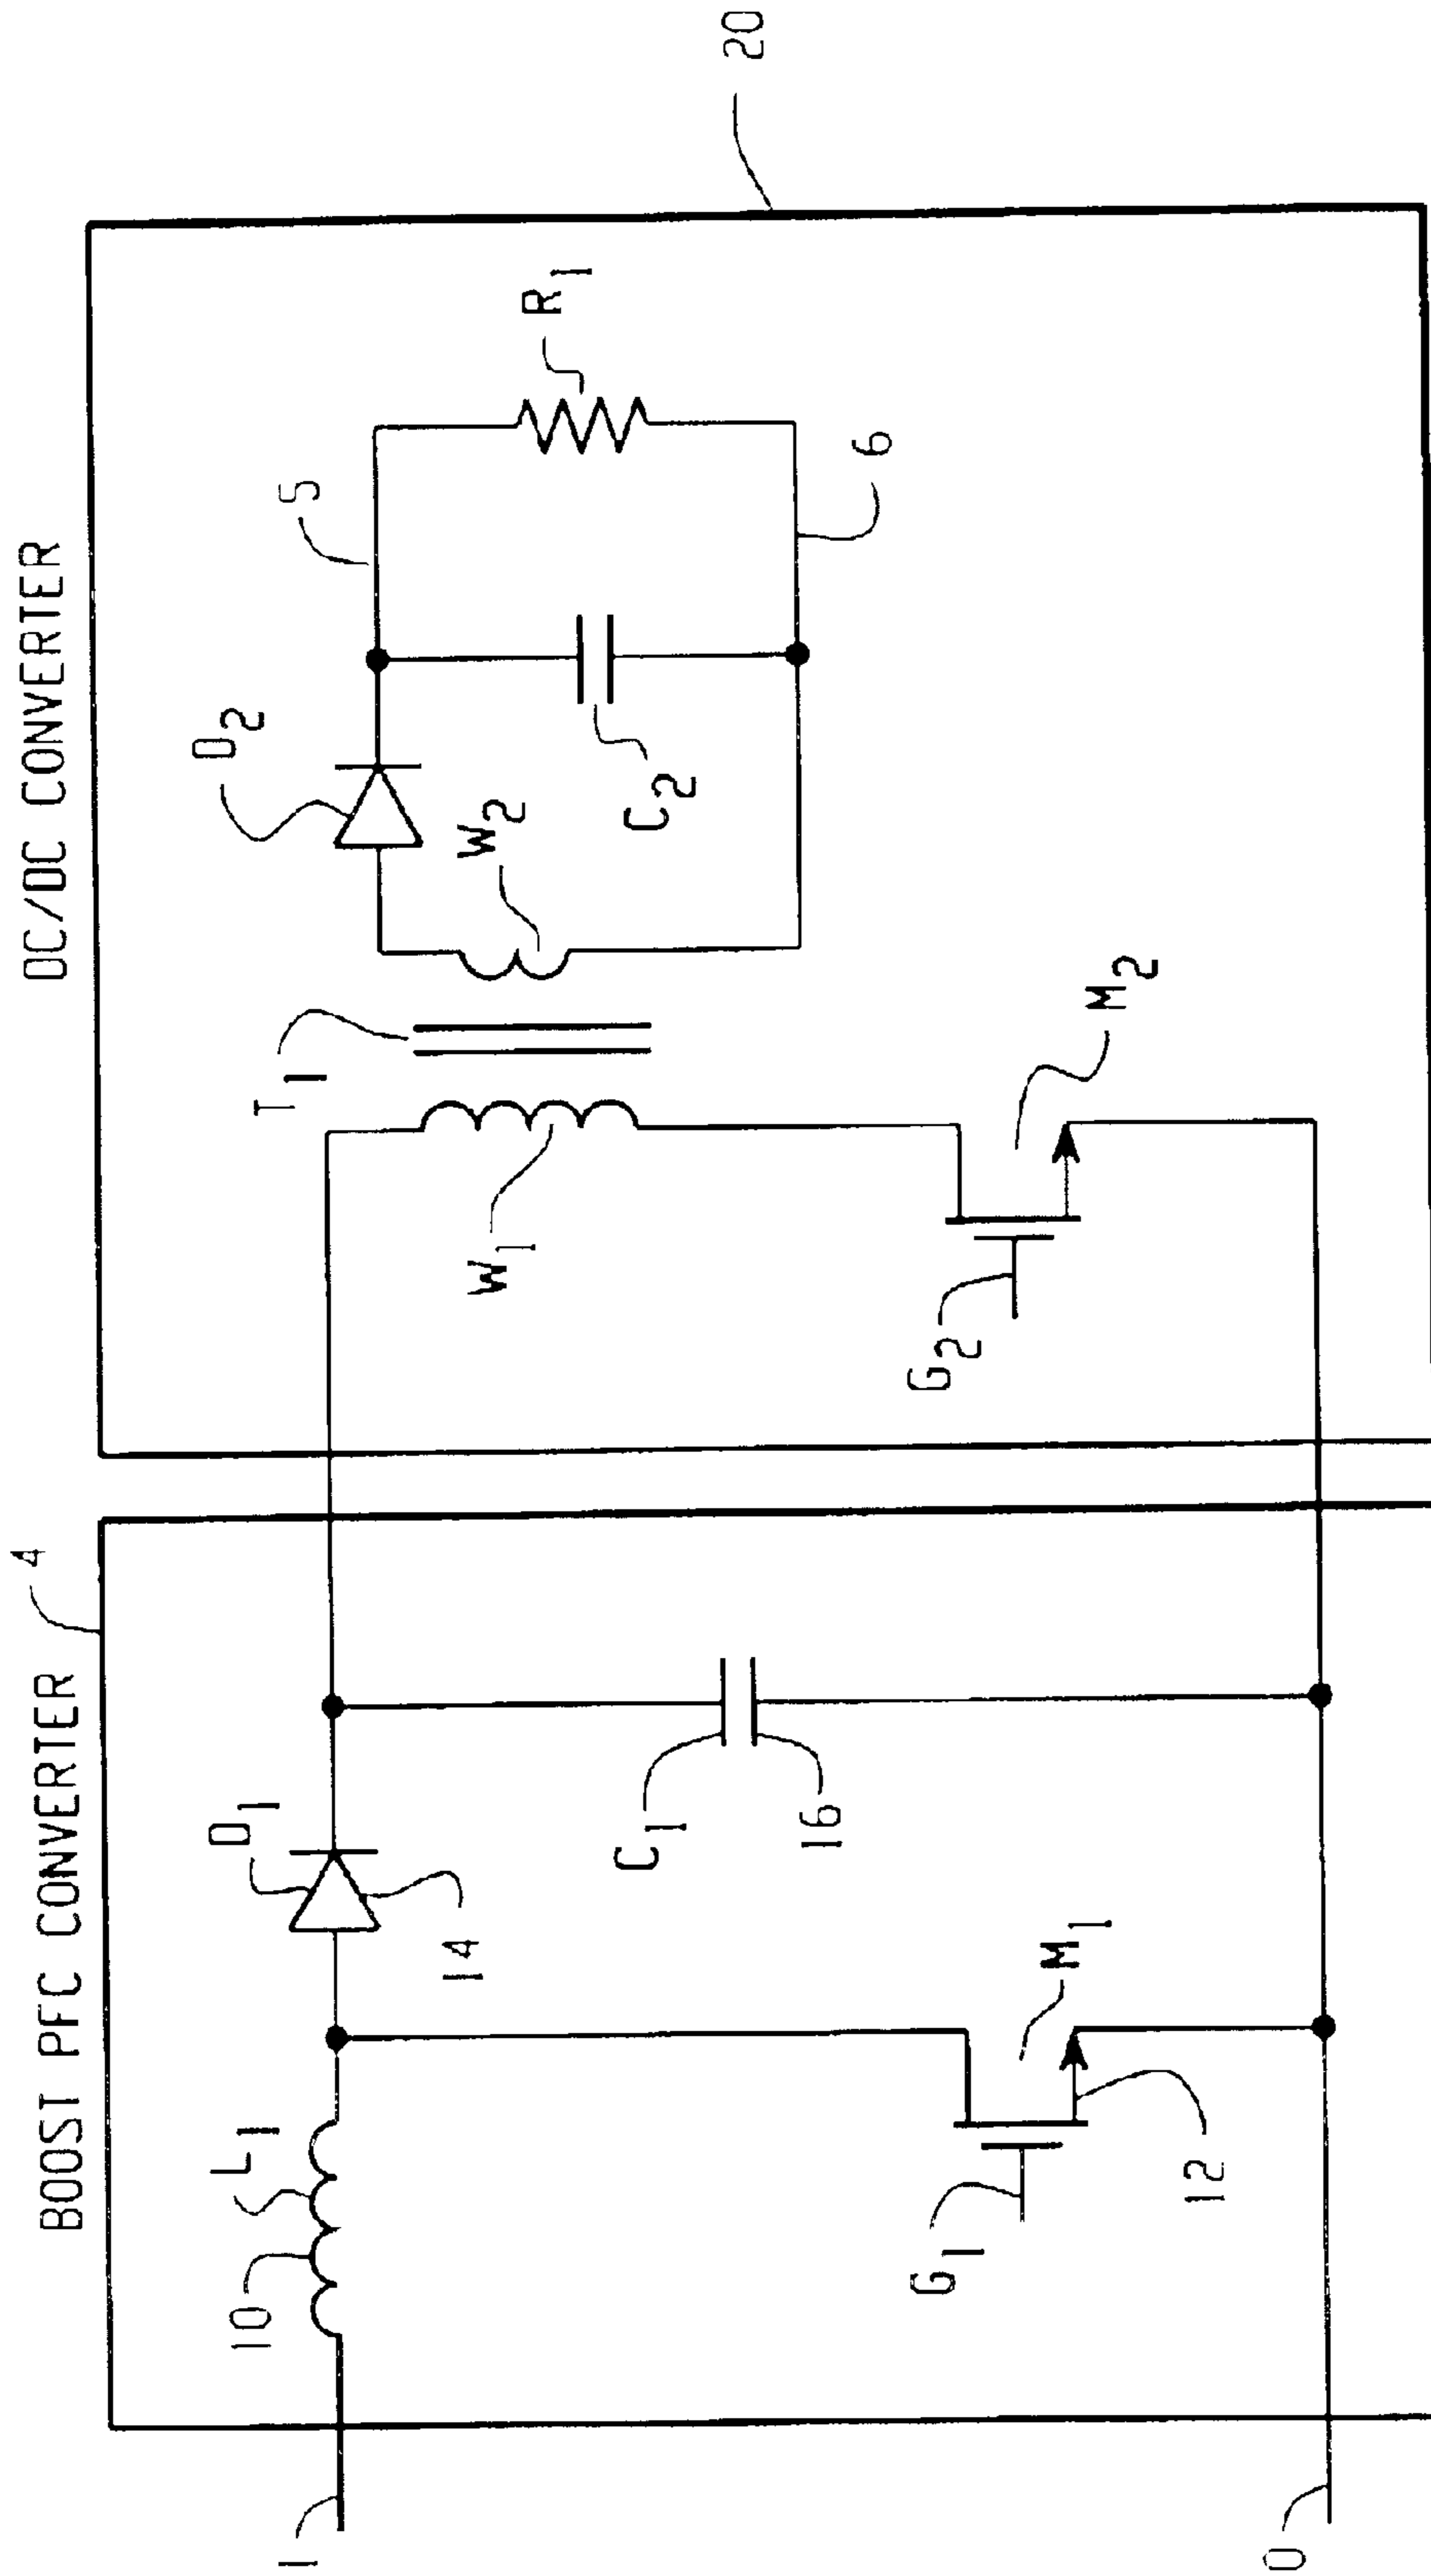 BOOST PFC CONVERTER
4
DC/DC CONVERTER
20
1
10
L1
D1
14
C1
16
G1
M1
12
0
T1
W1
W2
D2
5
C2
R1
6
G2
M2